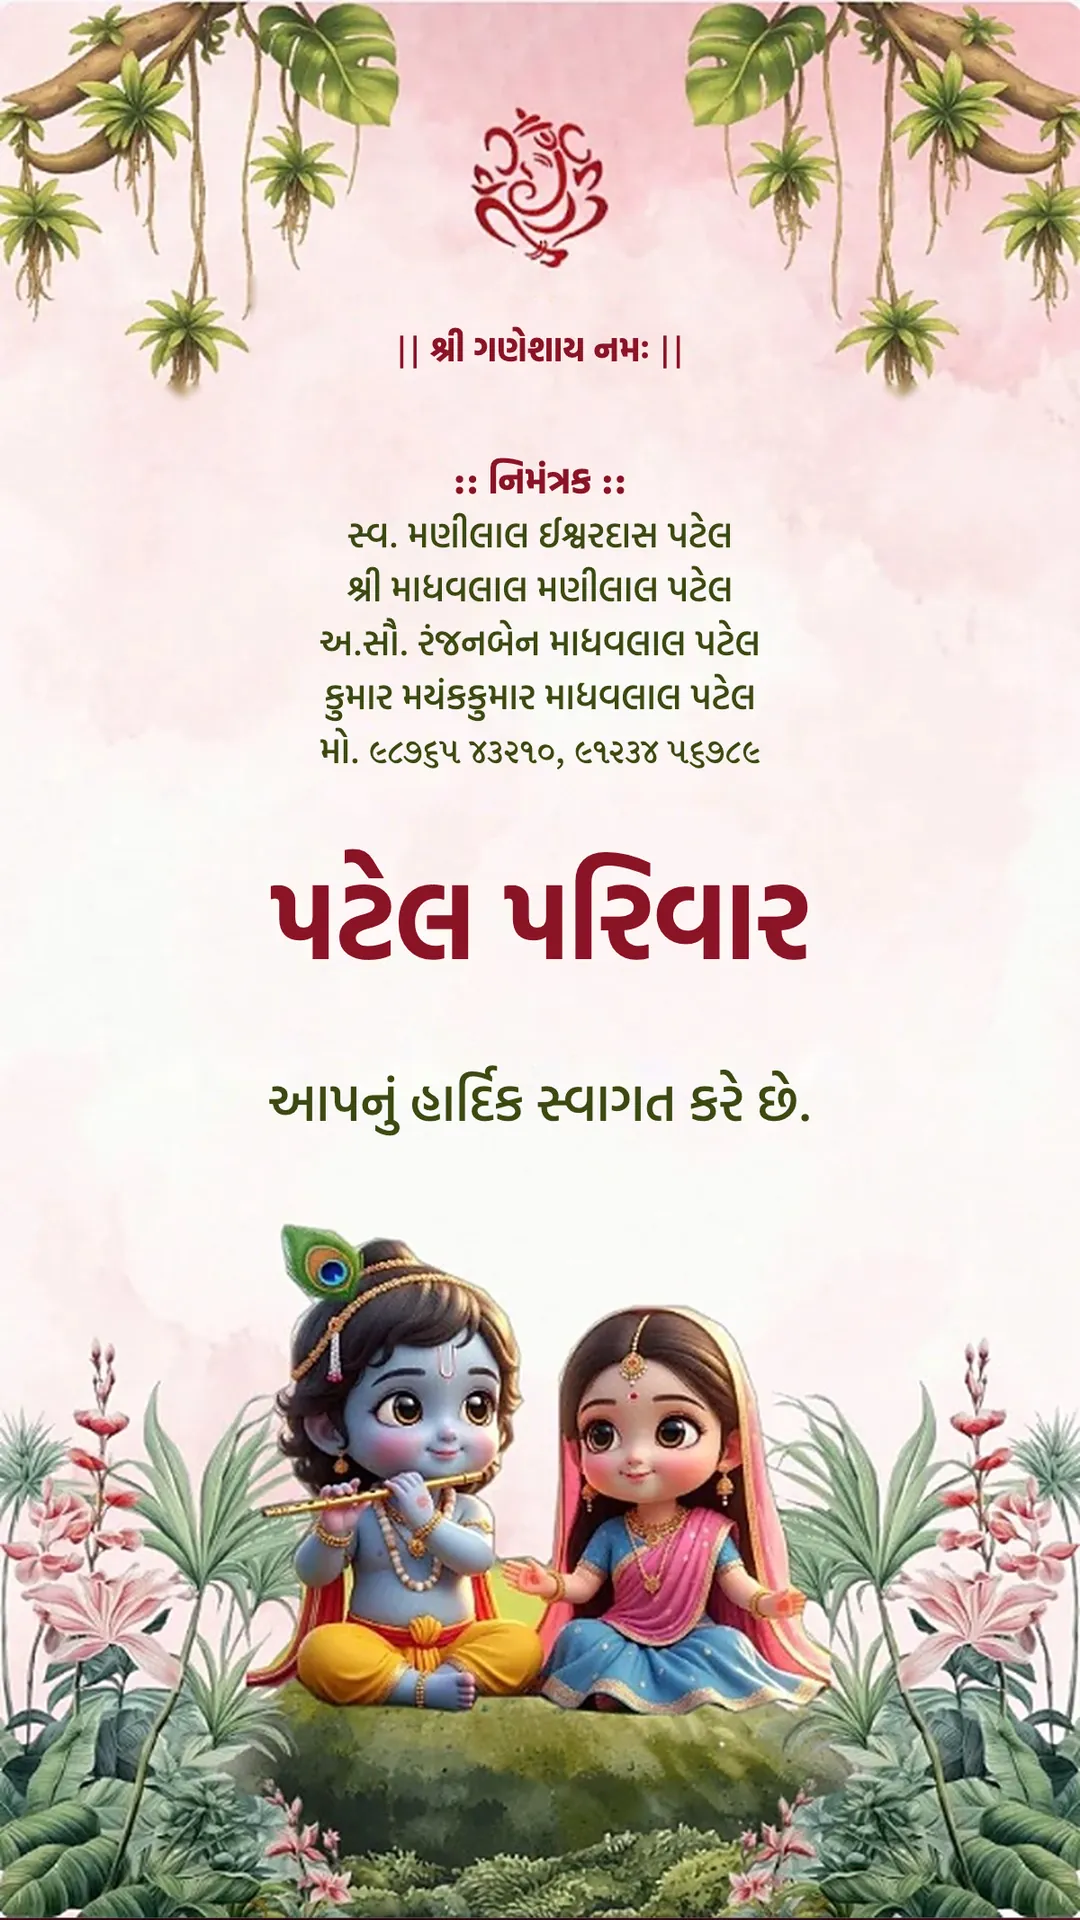 || શ્રી ગણેશાય નમઃ ||
:: નિમંત્રક ::
સ્વ. મણીલાલ ઈશ્વરદાસ પટેલ
શ્રી માધવલાલ મણીલાલ પટેલ
અ.સૌ. રંજનબેન માધવલાલ પટેલ
કુમાર મયંકકુમાર માધવલાલ પટેલ
મો. ૯૮૭૬૫ ૪૩૨૧૦, ૯૧૨૩૪ ૫૬૭૮૯
પટેલ પરિવાર
આપનું હાર્દિક સ્વાગત કરે છે.